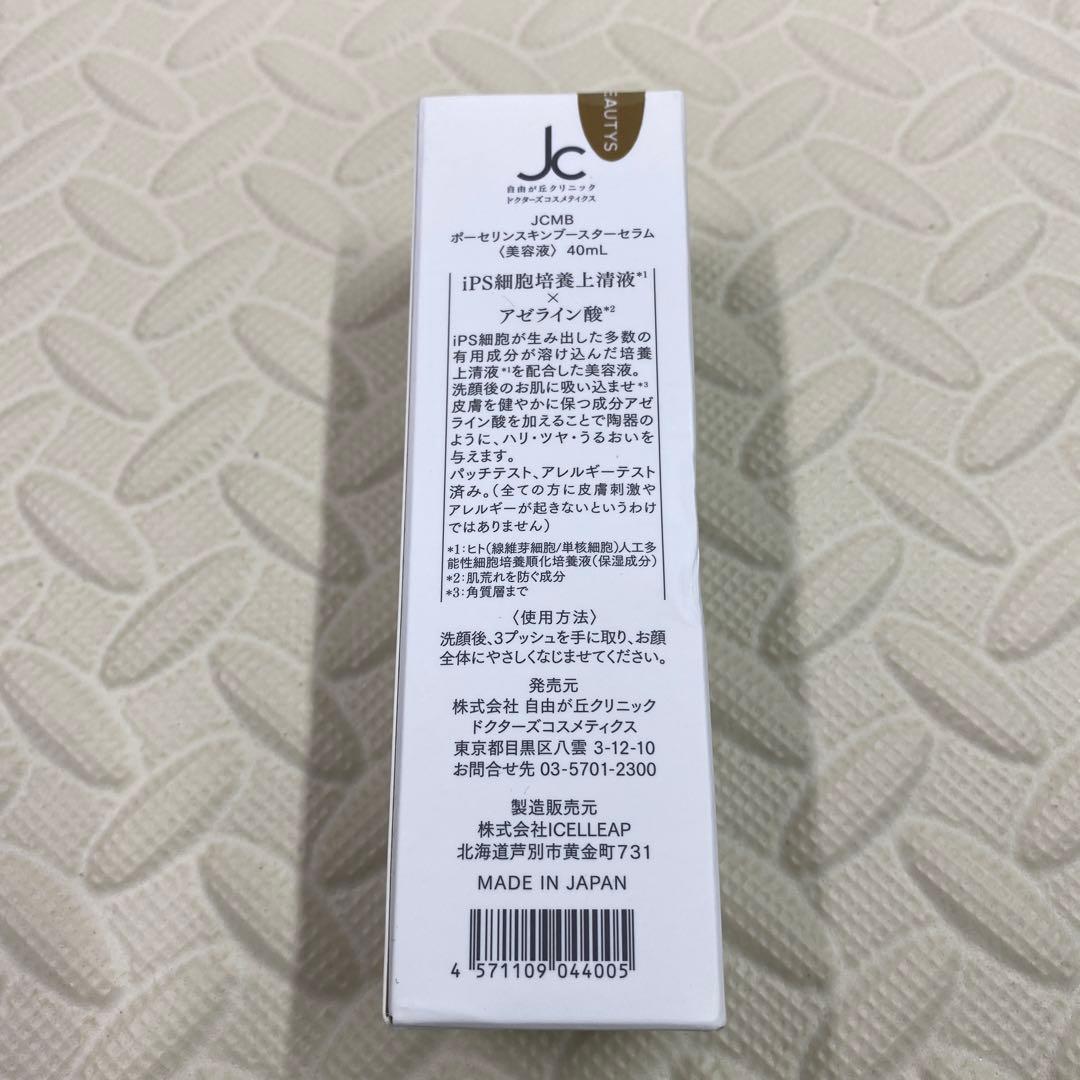 EAUTYS
Jc
自由が丘クリニック
ドクターズコスメティクス
JCMB
ポーセリンスキンブースターセラム
〈美容液〉 40mL
iPS細胞培養上清液*1
×
アゼライン酸*2
iPS細胞が生み出した多数の
有用成分が溶け込んだ培養
上清液*1を配合した美容液。
洗顔後のお肌に吸い込ませ*3
皮膚を健やかに保つ成分アゼ
ライン酸を加えることで陶器の
ように、ハリ・ツヤ・うるおいを
与えます。
パッチテスト、アレルギーテスト
済み。(全ての方に皮膚刺激や
アレルギーが起きないというわけ
ではありません)
*1:ヒト(線維芽細胞/単核細胞)人工多
能性細胞培養順化培養液(保湿成分)
*2:肌荒れを防ぐ成分
*3:角質層まで
〈使用方法〉
洗顔後、3プッシュを手に取り、お顔
全体にやさしくなじませてください。
発売元
株式会社 自由が丘クリニック
ドクターズコスメティクス
東京都目黒区八雲 3-12-10
お問合せ先 03-5701-2300
製造販売元
株式会社ICELLEAP
北海道芦別市黄金町731
MADE IN JAPAN
4 571109 044005